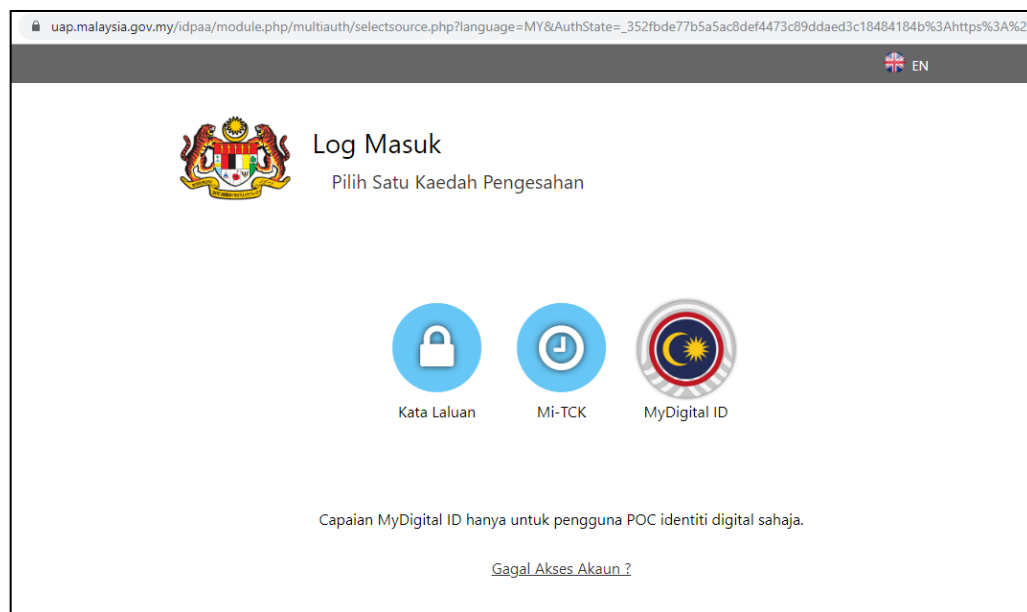 uap.malaysia.gov.my/idpaa/module.php/multiauth/selectsource.php?language=MY&AuthState=_352fbde77b5a5ac8def4473c89ddaed3c18484184b%3Ahttps%3A%2
EN
Log Masuk
Pilih Satu Kaedah Pengesahan
Kata Laluan
Mi-TCK
MyDigital ID
Capaian MyDigital ID hanya untuk pengguna POC identiti digital sahaja.
Gagal Akses Akaun ?